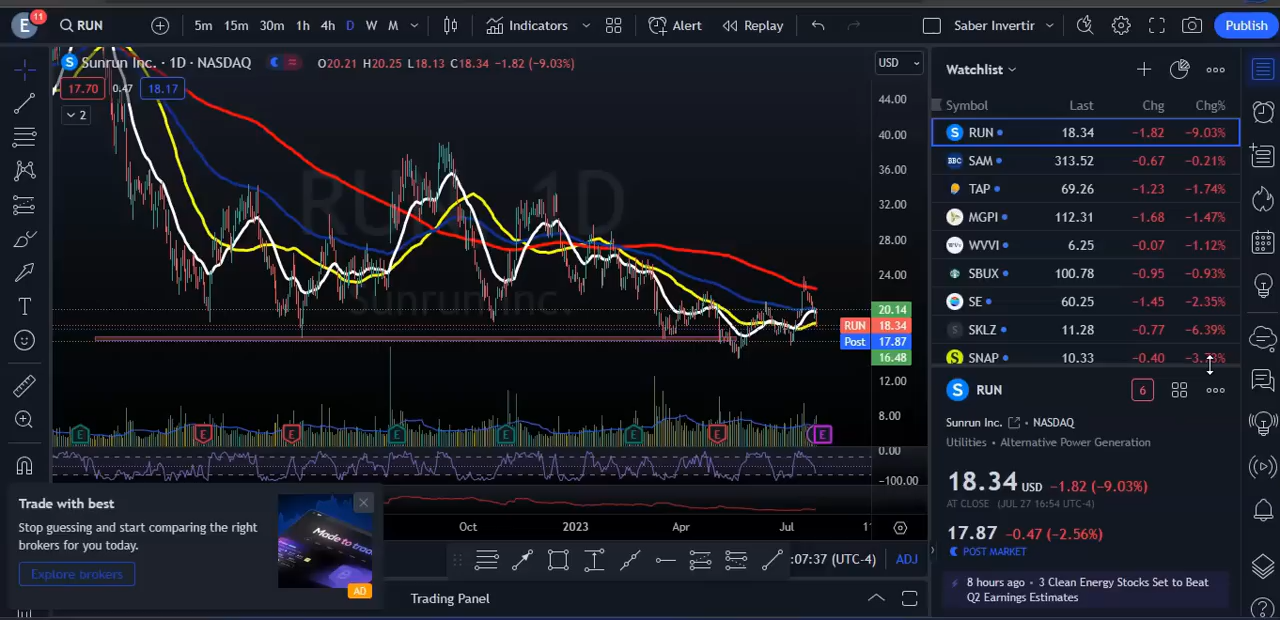 E 11 RUN 5m 15m 30m 1h 4h D W M Indicators Alert Replay Saber Invertir Publish
Sunrun Inc. · 1D · NASDAQ O20.21 H20.25 L18.13 C18.34 −1.82 (−9.03%) USD
17.70 0.47 18.17
2
RUN 1D
Sunrun Inc.
44.00
40.00
36.00
32.00
28.00
24.00
20.14
RUN 18.34
Post 17.87
16.48
12.00
8.00
0.00
−100.00
E E E E E E E E
Oct 2023 Apr Jul
:07:37 (UTC-4) ADJ
Trading Panel
Trade with best
Stop guessing and start comparing the right
brokers for you today.
Explore brokers
Made to
AD
Watchlist
Symbol Last Chg Chg%
RUN 18.34 −1.82 −9.03%
SAM 313.52 −0.67 −0.21%
TAP 69.26 −1.23 −1.74%
MGPI 112.31 −1.68 −1.47%
WVVI 6.25 −0.07 −1.12%
SBUX 100.78 −0.95 −0.93%
SE 60.25 −1.45 −2.35%
SKLZ 11.28 −0.77 −6.39%
SNAP 10.33 −0.40
RUN 6
Sunrun Inc. · NASDAQ
Utilities · Alternative Power Generation
18.34 USD −1.82 (−9.03%)
AT CLOSE (JUL 27 16:54 UTC-4)
17.87 −0.47 (−2.56%)
POST MARKET
8 hours ago · 3 Clean Energy Stocks Set to Beat
Q2 Earnings Estimates